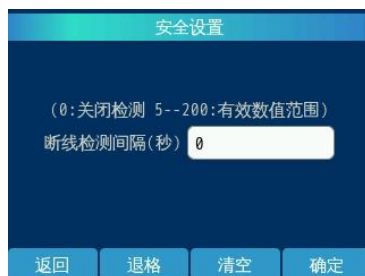 安全设置
(0:关闭检测 5--200:有效数值范围)
断线检测间隔(秒) 0
返回 退格 清空 确定